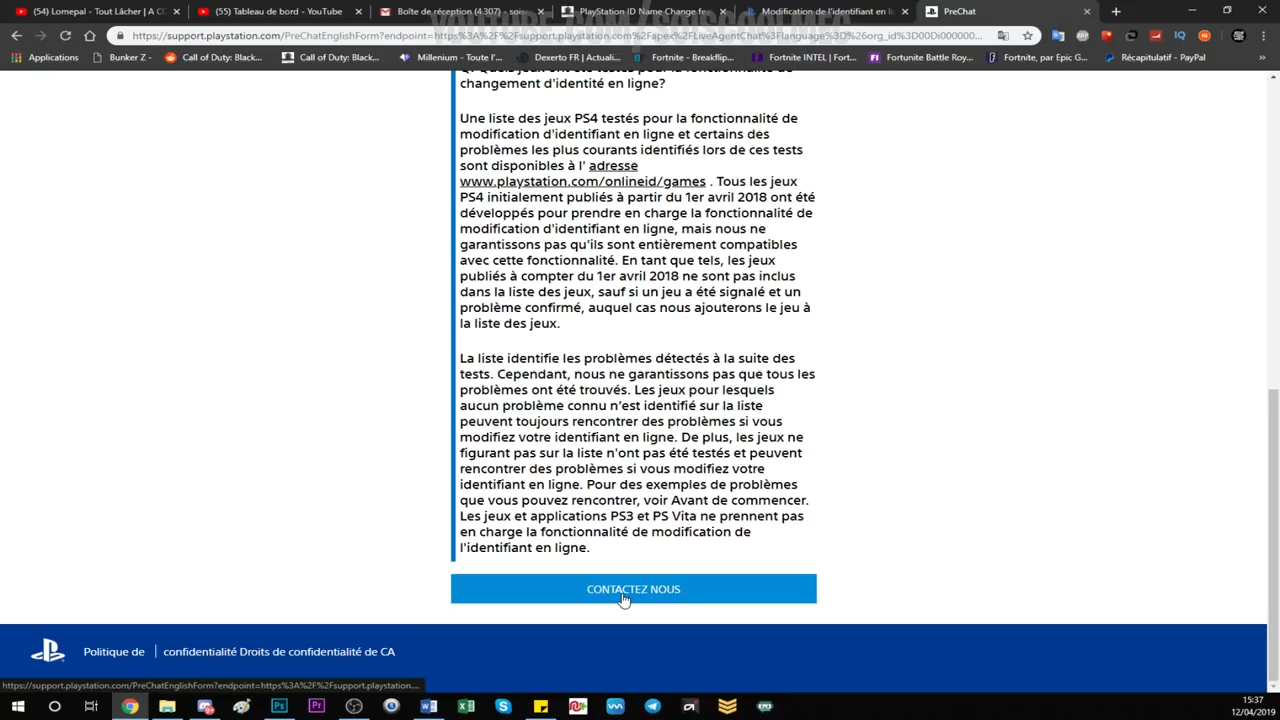 (54) Lomepal - Tout Lâcher | A CO
(55) Tableau de bord - YouTube
Boîte de réception (4 307) - sois
PlayStation ID Name Change fe
Modification de l'identifiant en li
PreChat
https://support.playstation.com/PreChatEnglishForm?endpoint=https%3A%2F%2Fsupport.playstation.com%2Fapex%2FLiveAgentChat%3Flanguage%3D%26org_id%3D00Di000000...
Applications
Bunker Z -
Call of Duty: Black...
Call of Duty: Black...
Millenium - Toute l'...
Dexerto FR | Actuali...
Fortnite - Breakflip...
Fortnite INTEL | Fort...
Fortunite Battle Roy...
Fortnite, par Epic G...
Récapitulatif - PayPal
changement d'identité en ligne?
Une liste des jeux PS4 testés pour la fonctionnalité de
modification d'identifiant en ligne et certains des
problèmes les plus courants identifiés lors de ces tests
sont disponibles à l' adresse
www.playstation.com/onlineid/games . Tous les jeux
PS4 initialement publiés à partir du 1er avril 2018 ont été
développés pour prendre en charge la fonctionnalité de
modification d'identifiant en ligne, mais nous ne
garantissons pas qu'ils sont entièrement compatibles
avec cette fonctionnalité. En tant que tels, les jeux
publiés à compter du 1er avril 2018 ne sont pas inclus
dans la liste des jeux, sauf si un jeu a été signalé et un
problème confirmé, auquel cas nous ajouterons le jeu à
la liste des jeux.
La liste identifie les problèmes détectés à la suite des
tests. Cependant, nous ne garantissons pas que tous les
problèmes ont été trouvés. Les jeux pour lesquels
aucun problème connu n'est identifié sur la liste
peuvent toujours rencontrer des problèmes si vous
modifiez votre identifiant en ligne. De plus, les jeux ne
figurant pas sur la liste n'ont pas été testés et peuvent
rencontrer des problèmes si vous modifiez votre
identifiant en ligne. Pour des exemples de problèmes
que vous pouvez rencontrer, voir Avant de commencer.
Les jeux et applications PS3 et PS Vita ne prennent pas
en charge la fonctionnalité de modification de
l'identifiant en ligne.
CONTACTEZ NOUS
Politique de | confidentialité Droits de confidentialité de CA
https://support.playstation.com/PreChatEnglishForm?endpoint=https%3A%2F%2Fsupport.playstation....
15:37
12/04/2019